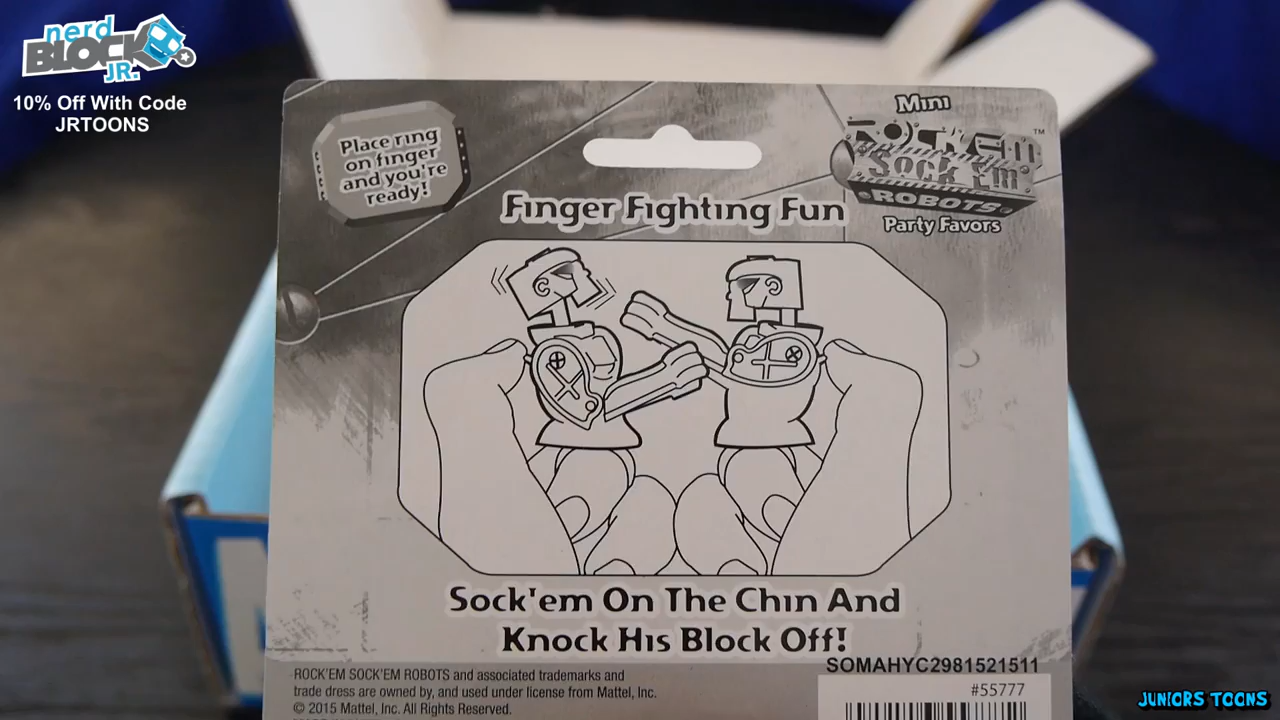 nerd
BLOCK
JR.
10% Off With Code
JRTOONS
Place ring
on finger
and you're
ready!
Mini
ROCK'EM™
SOCK'EM
ROBOTS
Party Favors
Finger Fighting Fun
Sock'em On The Chin And
Knock His Block Off!
SOMAHYC2981521511
#55777
ROCK'EM SOCK'EM ROBOTS and associated trademarks and
trade dress are owned by, and used under license from Mattel, Inc.
© 2015 Mattel, Inc. All Rights Reserved.
JUNIORS TOONS